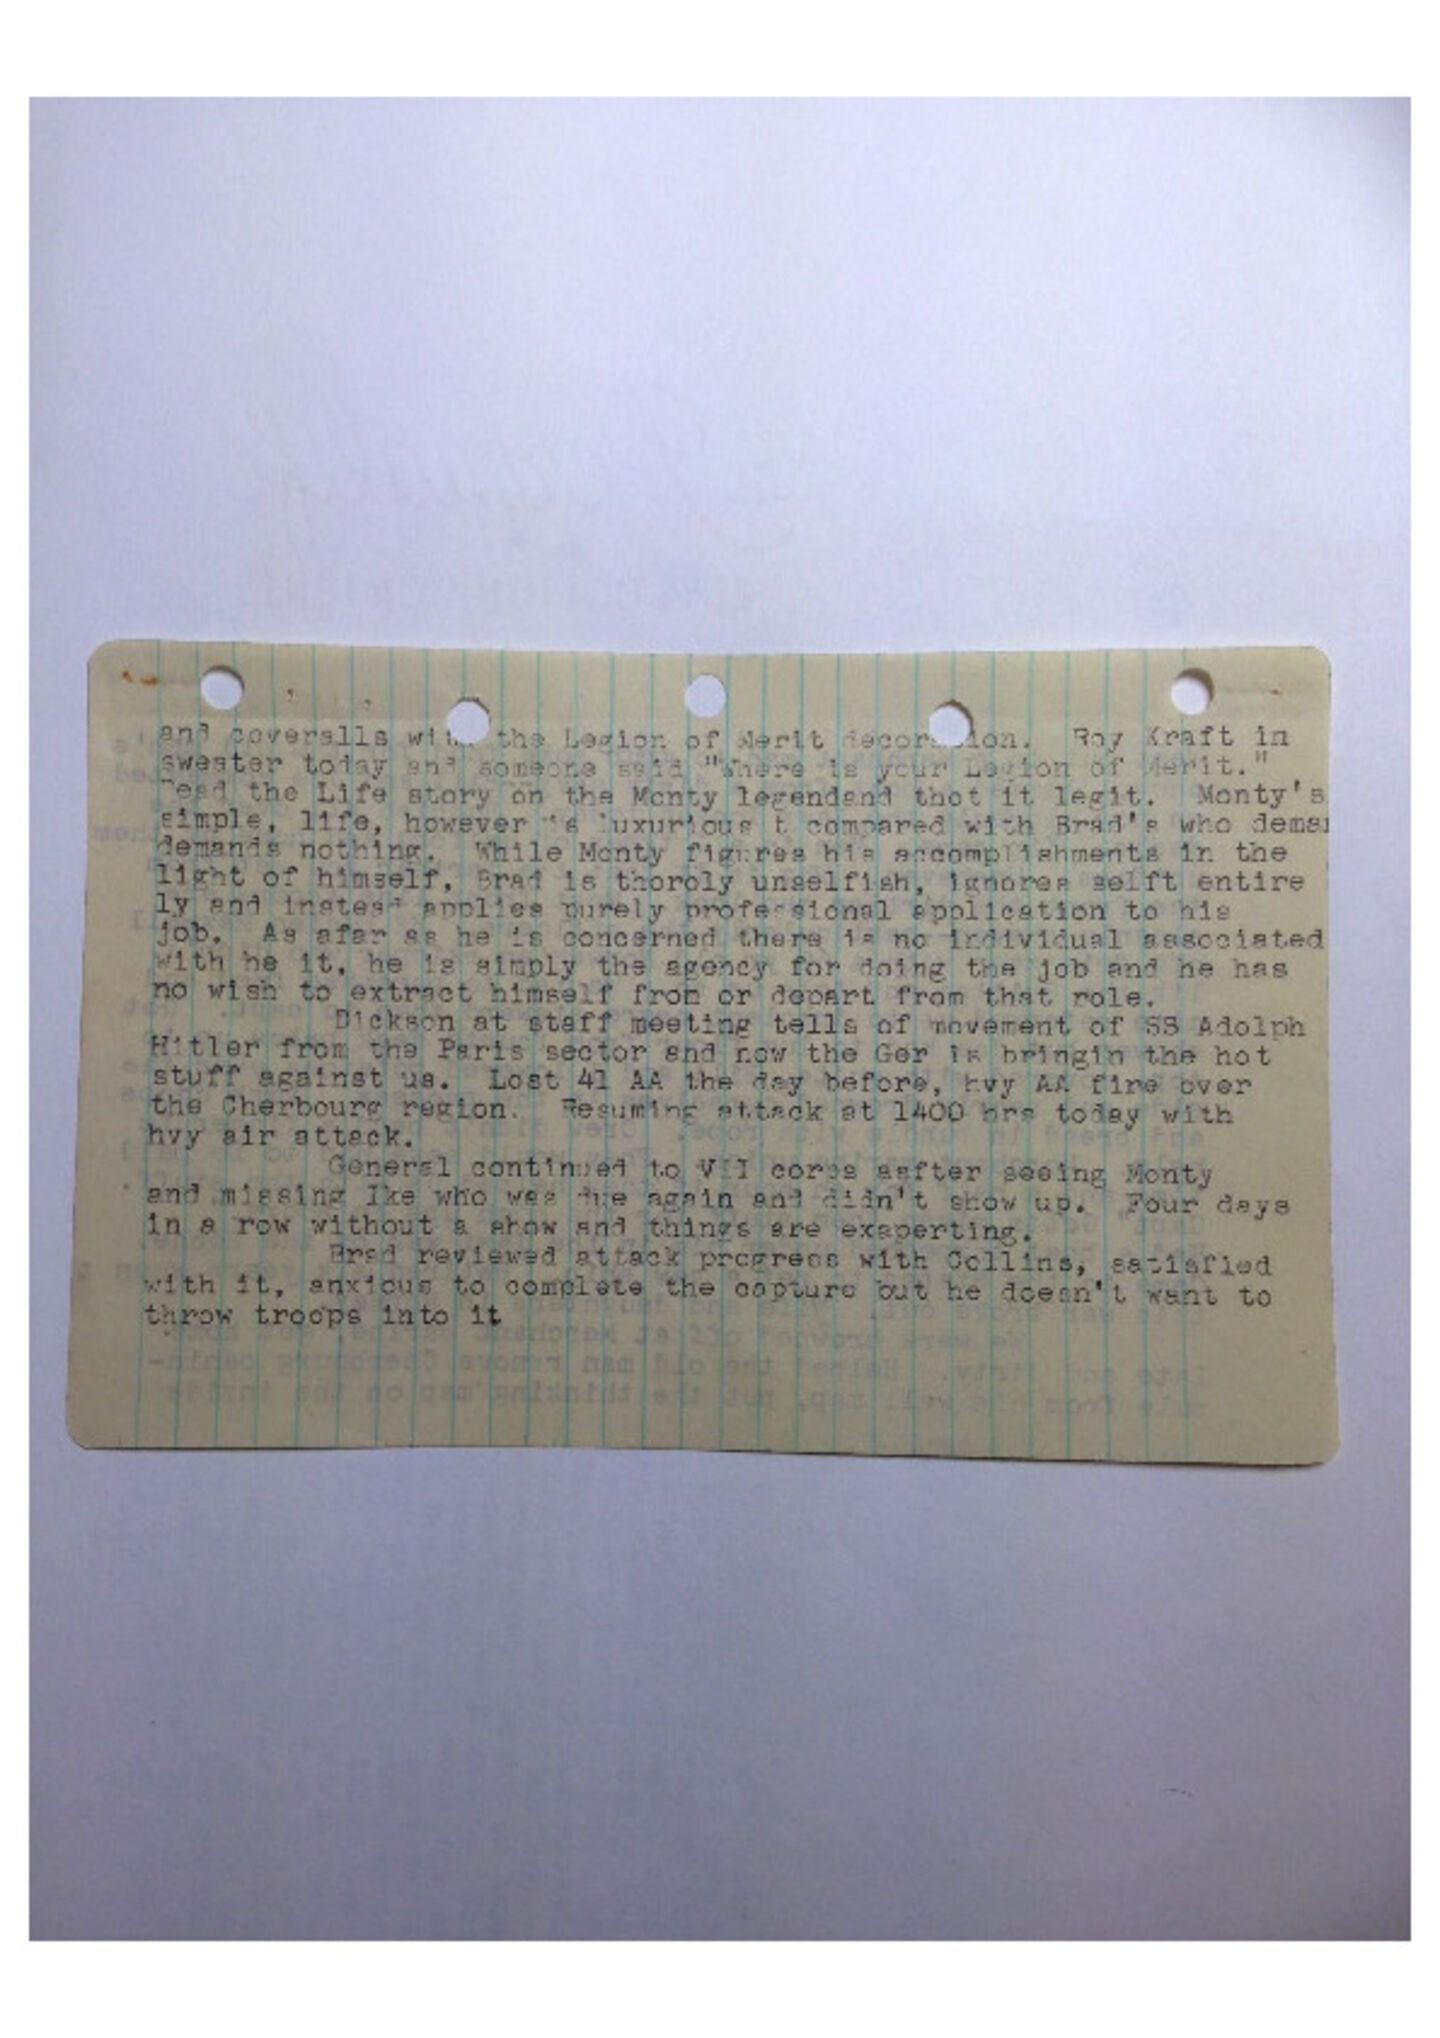 and coveralls with the Legion of Merit decoration. Roy Kraft in
sweater today and someone said "Where is your Legion of Merit."
Read the Life story on the Monty legendand thot it legit. Monty's
simple, life, however is luxurious t compared with Brad's who deman
demands nothing. While Monty figures his accomplishments in the
light of himself, Brad is thoroly unselfish, ignores selft entire
ly and instead applies purely professional application to his
job. As afar as he is concerned there is no individual associated
with he it, he is simply the agency for doing the job and he has
no wish to extract himself from or depart from that role.
Dickson at staff meeting tells of movement of SS Adolph
Hitler from the Paris sector and now the Ger is bringin the hot
stuff against us. Lost 41 AA the day before, hvy AA fire over
the Cherbourg region. Resuming attack at 1400 hrs today with
hvy air attack.
General continued to VII corps aafter seeing Monty
and missing Ike who was due again and didn't show up. Four days
in a row without a show and things are exaperting.
Brad reviewed attack progress with Collins, satisfied
with it, anxious to complete the capture but he doesn't want to
throw troops into it